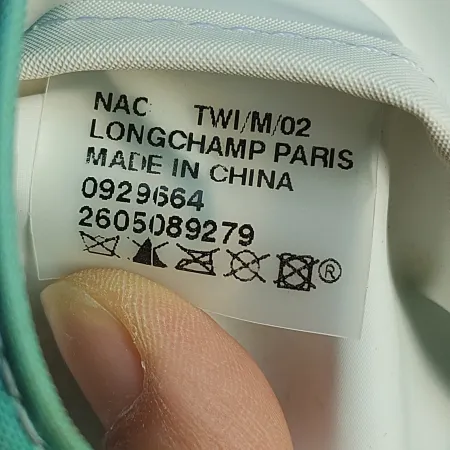 NAC TWI/M/02
LONGCHAMP PARIS
MADE IN CHINA
0929664
2605089279
®